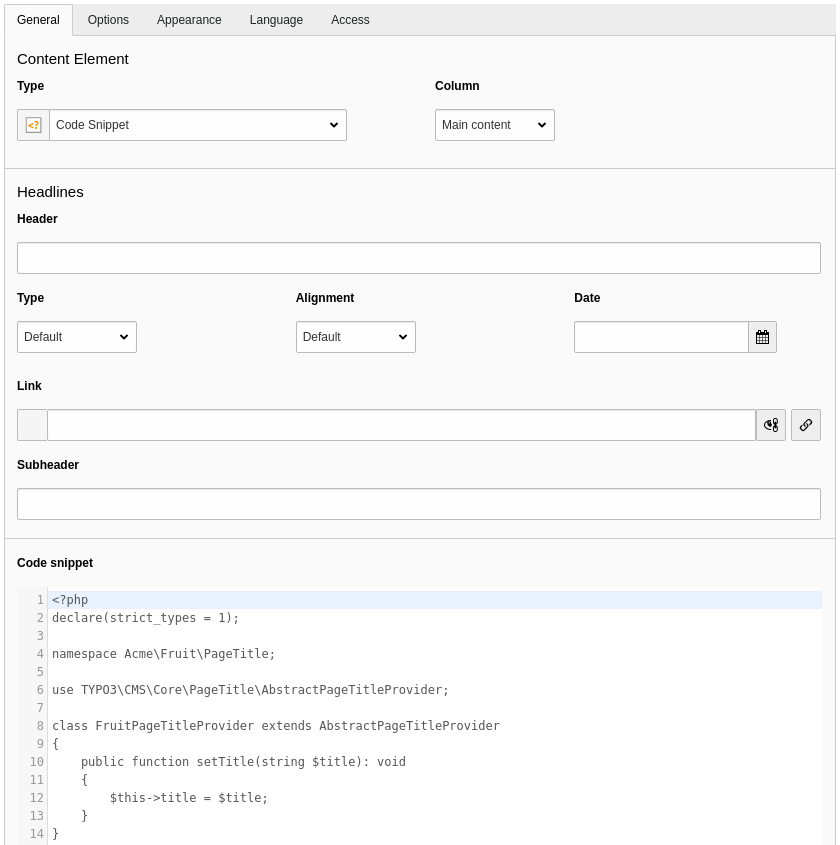 General Options Appearance Language Access
Content Element
Type Column
<? Code Snippet Main content
Headlines
Header
Type Alignment Date
Default Default
Link
Subheader
Code snippet
1 <?php
2 declare(strict_types = 1);
3
4 namespace Acme\Fruit\PageTitle;
5
6 use TYPO3\CMS\Core\PageTitle\AbstractPageTitleProvider;
7
8 class FruitPageTitleProvider extends AbstractPageTitleProvider
9 {
10     public function setTitle(string $title): void
11     {
12         $this->title = $title;
13     }
14 }